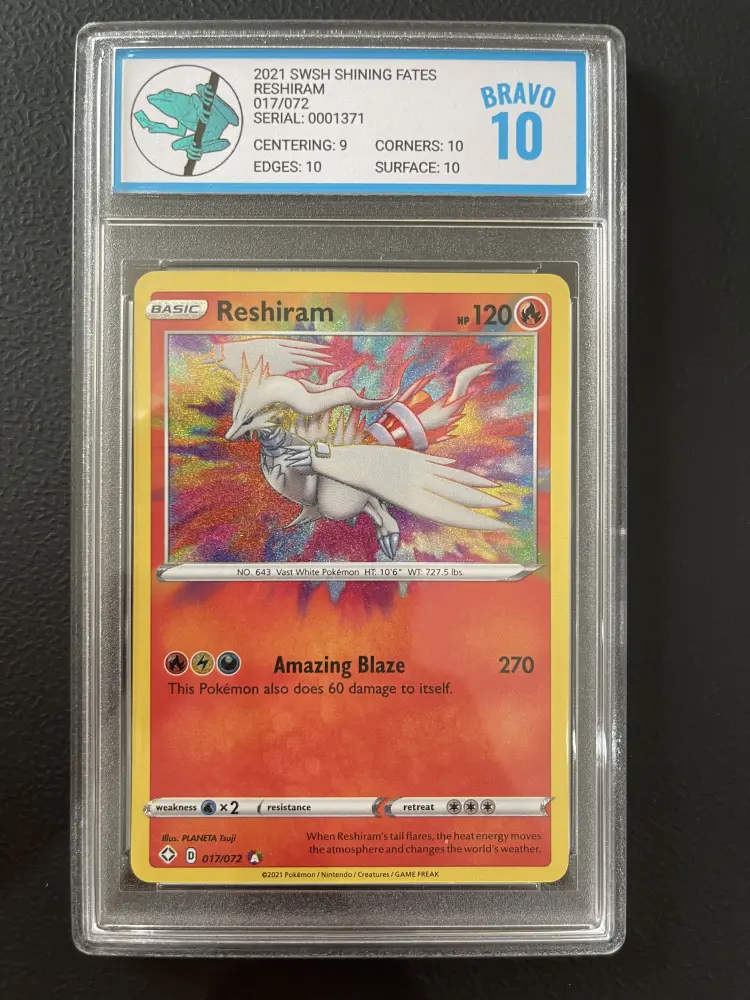 2021 SWSH SHINING FATES
RESHIRAM
017/072
SERIAL: 0001371
CENTERING: 9 CORNERS: 10
EDGES: 10 SURFACE: 10
BRAVO
10
BASIC Reshiram HP 120
NO. 643 Vast White Pokémon HT: 10'6" WT: 727.5 lbs.
Amazing Blaze 270
This Pokémon also does 60 damage to itself.
weakness ×2 resistance retreat
Illus. PLANETA Tsuji
When Reshiram's tail flares, the heat energy moves
the atmosphere and changes the world's weather.
D 017/072 A
©2021 Pokémon / Nintendo / Creatures / GAME FREAK